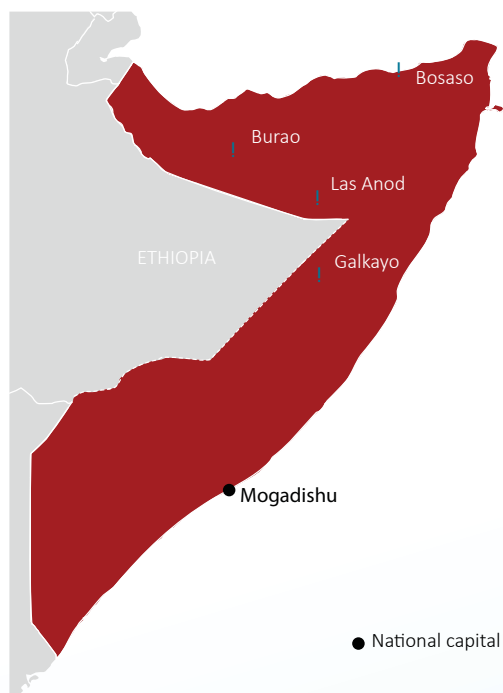 Bosaso
Burao
Las Anod
ETHIOPIA
Galkayo
Mogadishu
National capital